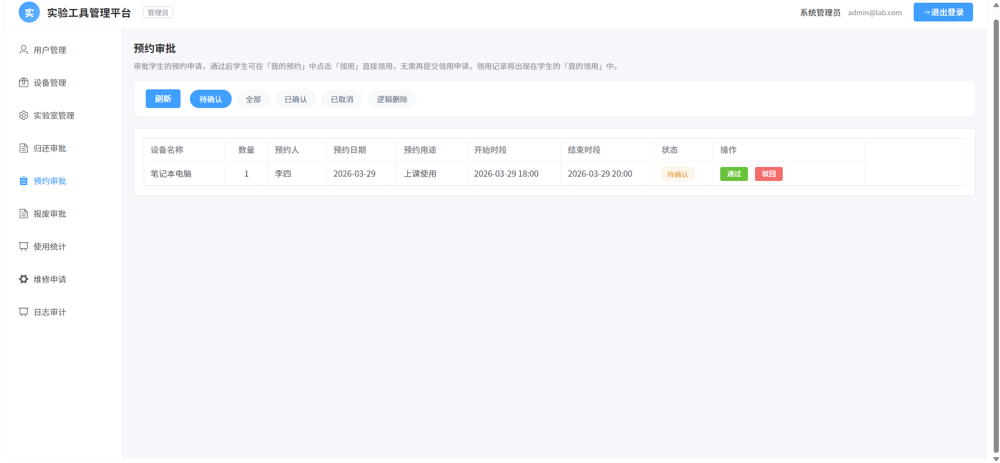 实 实验工具管理平台 管理员 系统管理员 admin@lab.com →退出登录
用户管理
设备管理
实验室管理
归还审批
预约审批
报废审批
使用统计
维修申请
日志审计
预约审批
审批学生的预约申请，通过后学生可在「我的预约」中点击「领用」直接领用，无需再提交领用申请，领用记录将出现在学生的「我的领用」中。
刷新 待确认 全部 已确认 已取消 逻辑删除
设备名称 数量 预约人 预约日期 预约用途 开始时段 结束时段 状态 操作
笔记本电脑 1 李四 2026-03-29 上课使用 2026-03-29 18:00 2026-03-29 20:00 待确认 通过 驳回